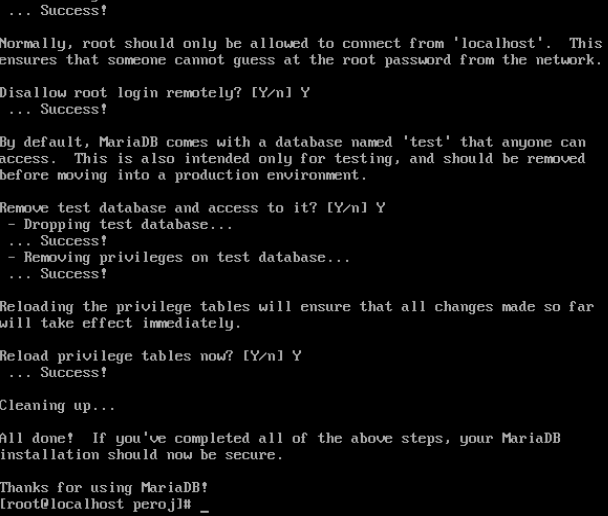 ... Success!
Normally, root should only be allowed to connect from 'localhost'.  This
ensures that someone cannot guess at the root password from the network.
Disallow root login remotely? [Y/n] Y
 ... Success!
By default, MariaDB comes with a database named 'test' that anyone can
access.  This is also intended only for testing, and should be removed
before moving into a production environment.
Remove test database and access to it? [Y/n] Y
 - Dropping test database...
 ... Success!
 - Removing privileges on test database...
 ... Success!
Reloading the privilege tables will ensure that all changes made so far
will take effect immediately.
Reload privilege tables now? [Y/n] Y
 ... Success!
Cleaning up...
All done!  If you've completed all of the above steps, your MariaDB
installation should now be secure.
Thanks for using MariaDB!
[root@localhost peroj]# _